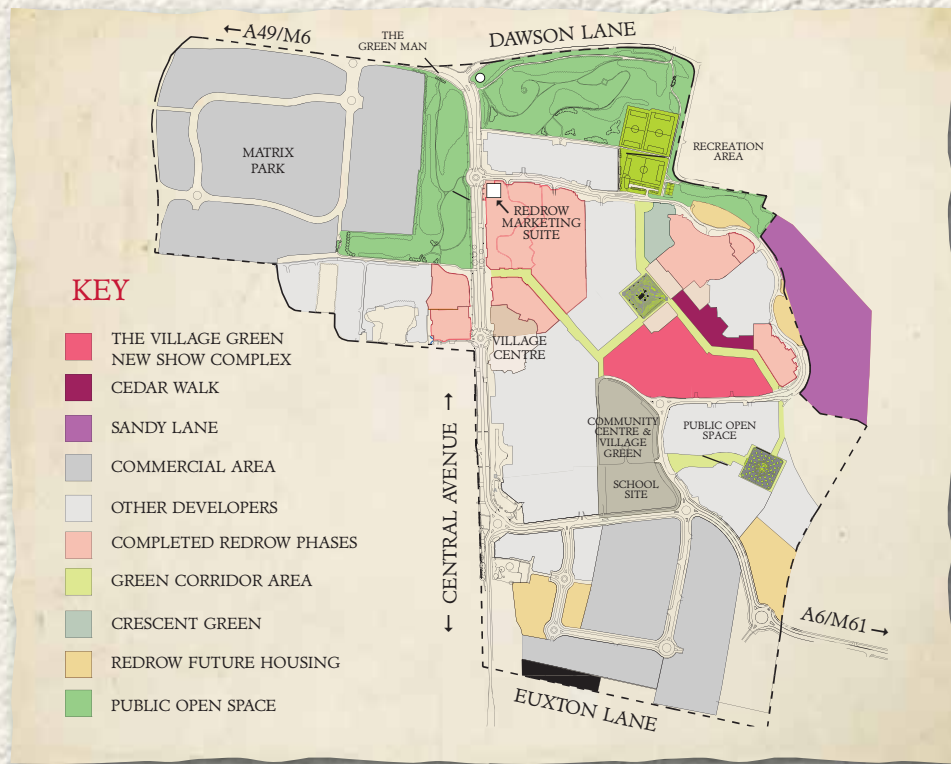 ←A49/M6
THE
GREEN MAN
DAWSON LANE
MATRIX
PARK
RECREATION
AREA
REDROW
MARKETING
SUITE
VILLAGE
CENTRE
COMMUNITY
CENTRE &
VILLAGE
GREEN
PUBLIC OPEN
SPACE
SCHOOL
SITE
← CENTRAL AVENUE →
A6/M61→
EUXTON LANE
KEY
THE VILLAGE GREEN
NEW SHOW COMPLEX
CEDAR WALK
SANDY LANE
COMMERCIAL AREA
OTHER DEVELOPERS
COMPLETED REDROW PHASES
GREEN CORRIDOR AREA
CRESCENT GREEN
REDROW FUTURE HOUSING
PUBLIC OPEN SPACE